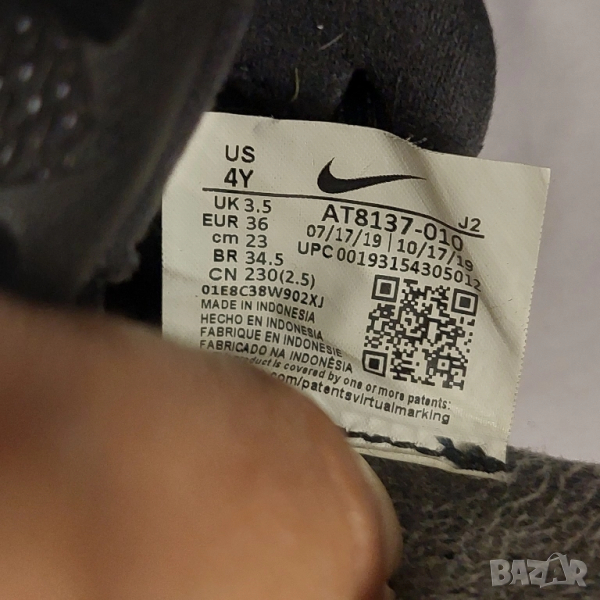 US
4Y
UK 3.5
EUR 36
cm 23
BR 34.5
CN 230(2.5)
01E8C38W902XJ
MADE IN INDONESIA
HECHO EN INDONESIA
FABRIQUE EN INDONESIE
FABRICADO NA INDONÉSIA
AT8137-010 J2
07/17/19 | 10/17/19
UPC 00193154305012
product is covered by one or more patents:
.com/patentsvirtualmarking
BAZAR